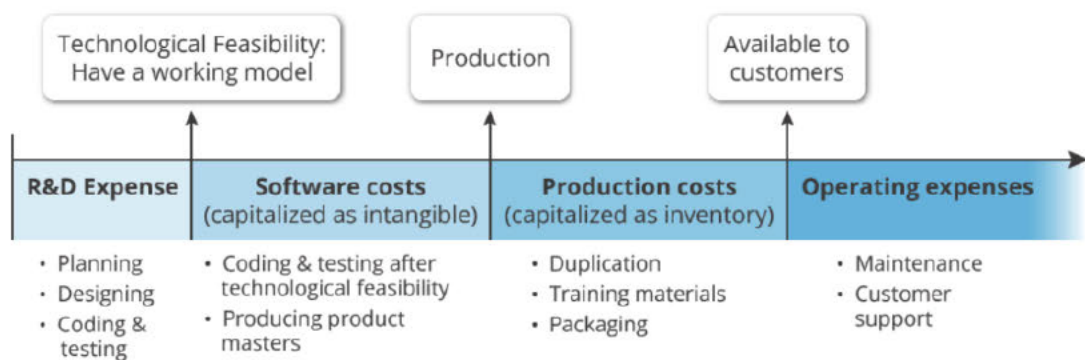 Technological Feasibility:
Have a working model
Production
Available to
customers
R&D Expense
Software costs
(capitalized as intangible)
Production costs
(capitalized as inventory)
Operating expenses
• Planning
• Designing
• Coding &
testing
• Coding & testing after
technological feasibility
• Producing product
masters
• Duplication
• Training materials
• Packaging
• Maintenance
• Customer
support